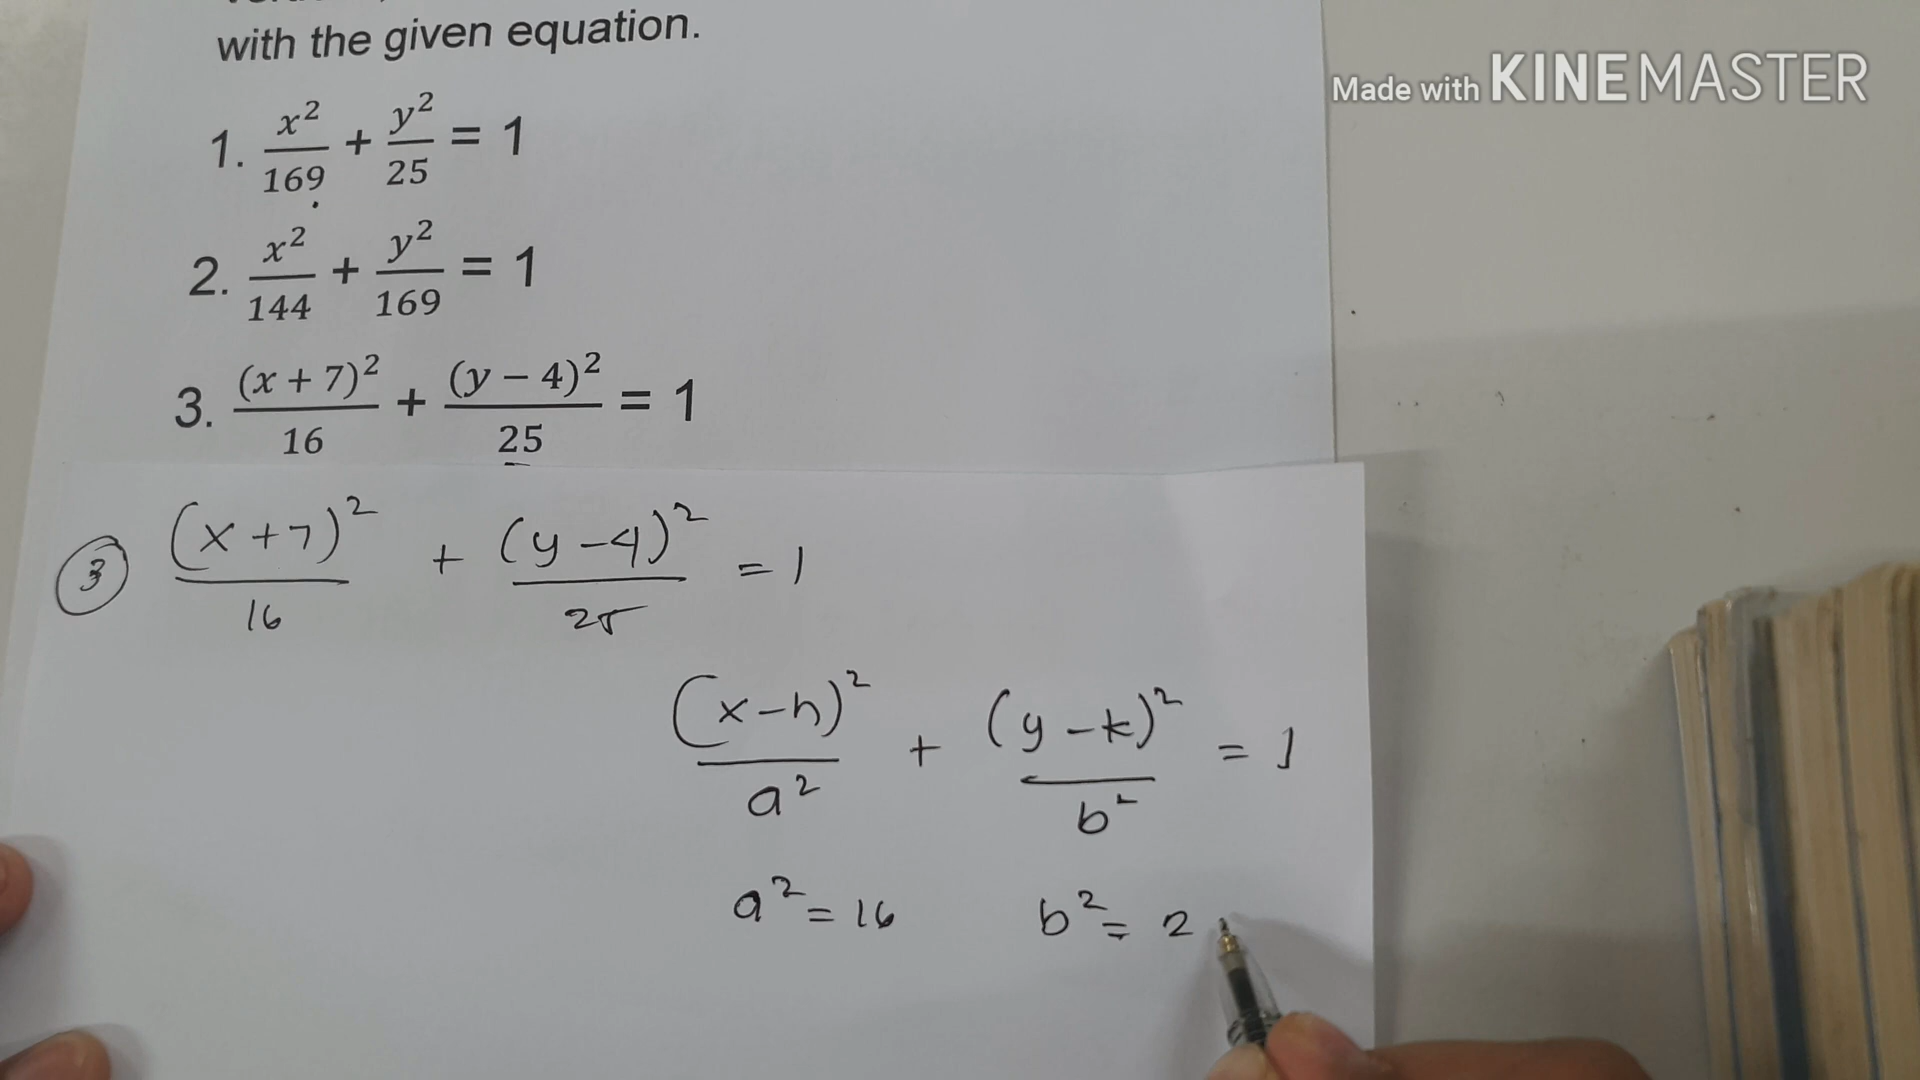 with the given equation.
Made with KINEMASTER
1. x²/169 + y²/25 = 1
2. x²/144 + y²/169 = 1
3. (x + 7)²/16 + (y − 4)²/25 = 1
③ (x+7)²/16 + (y−4)²/25 = 1
(x−h)²/a² + (y−k)²/b² = 1
a² = 16 b² = 2